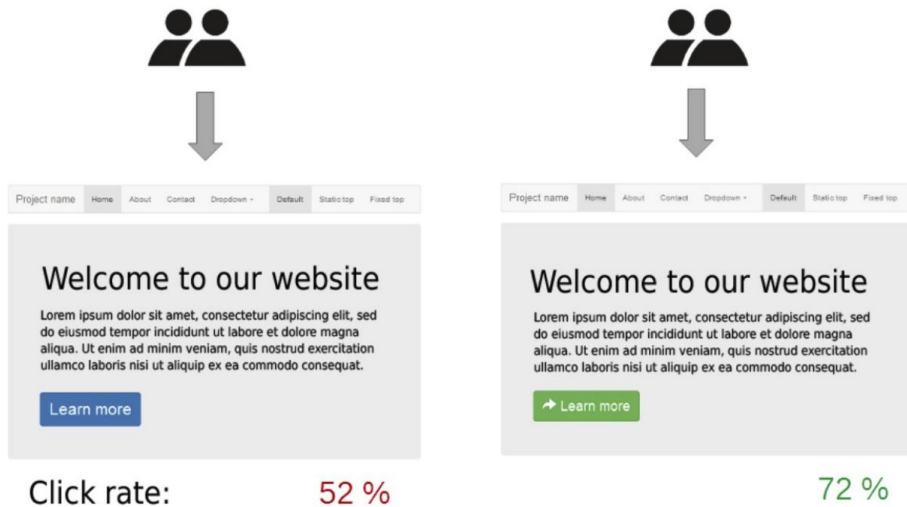 Project name Home About Contact Dropdown Default Static top Fixed top
Welcome to our website
Lorem ipsum dolor sit amet, consectetur adipiscing elit, sed
do eiusmod tempor incididunt ut labore et dolore magna
aliqua. Ut enim ad minim veniam, quis nostrud exercitation
ullamco laboris nisi ut aliquip ex ea commodo consequat.
Learn more
Click rate: 52 %
Project name Home About Contact Dropdown Default Static top Fixed top
Welcome to our website
Lorem ipsum dolor sit amet, consectetur adipiscing elit, sed
do eiusmod tempor incididunt ut labore et dolore magna
aliqua. Ut enim ad minim veniam, quis nostrud exercitation
ullamco laboris nisi ut aliquip ex ea commodo consequat.
Learn more
72 %